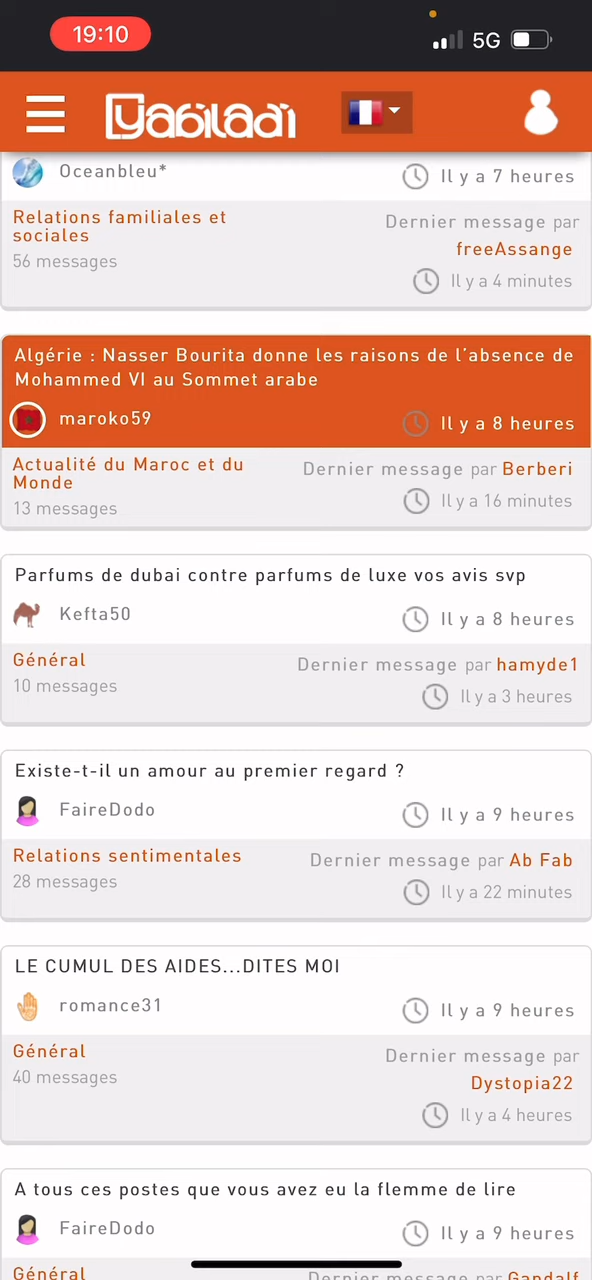 19:10
5G
Yabiladi
Oceanbleu*
Il y a 7 heures
Relations familiales et
sociales
56 messages
Dernier message par
freeAssange
Il y a 4 minutes
Algérie : Nasser Bourita donne les raisons de l'absence de
Mohammed VI au Sommet arabe
maroko59
Il y a 8 heures
Actualité du Maroc et du
Monde
13 messages
Dernier message par Berberi
Il y a 16 minutes
Parfums de dubai contre parfums de luxe vos avis svp
Kefta50
Il y a 8 heures
Général
10 messages
Dernier message par hamyde1
Il y a 3 heures
Existe-t-il un amour au premier regard ?
FaireDodo
Il y a 9 heures
Relations sentimentales
28 messages
Dernier message par Ab Fab
Il y a 22 minutes
LE CUMUL DES AIDES...DITES MOI
romance31
Il y a 9 heures
Général
40 messages
Dernier message par
Dystopia22
Il y a 4 heures
A tous ces postes que vous avez eu la flemme de lire
FaireDodo
Il y a 9 heures
Général
Dernier message par Gandalf